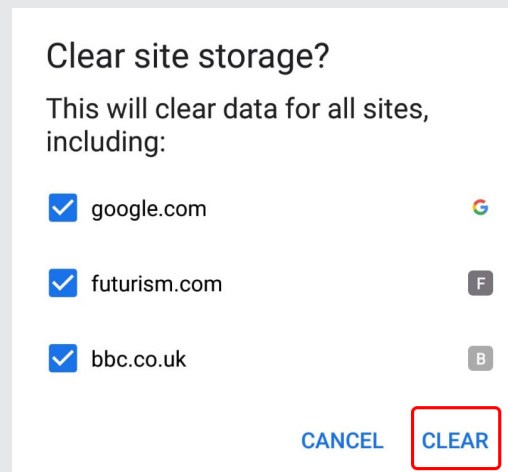 Clear site storage?
This will clear data for all sites,
including:
google.com G
futurism.com F
bbc.co.uk B
CANCEL CLEAR